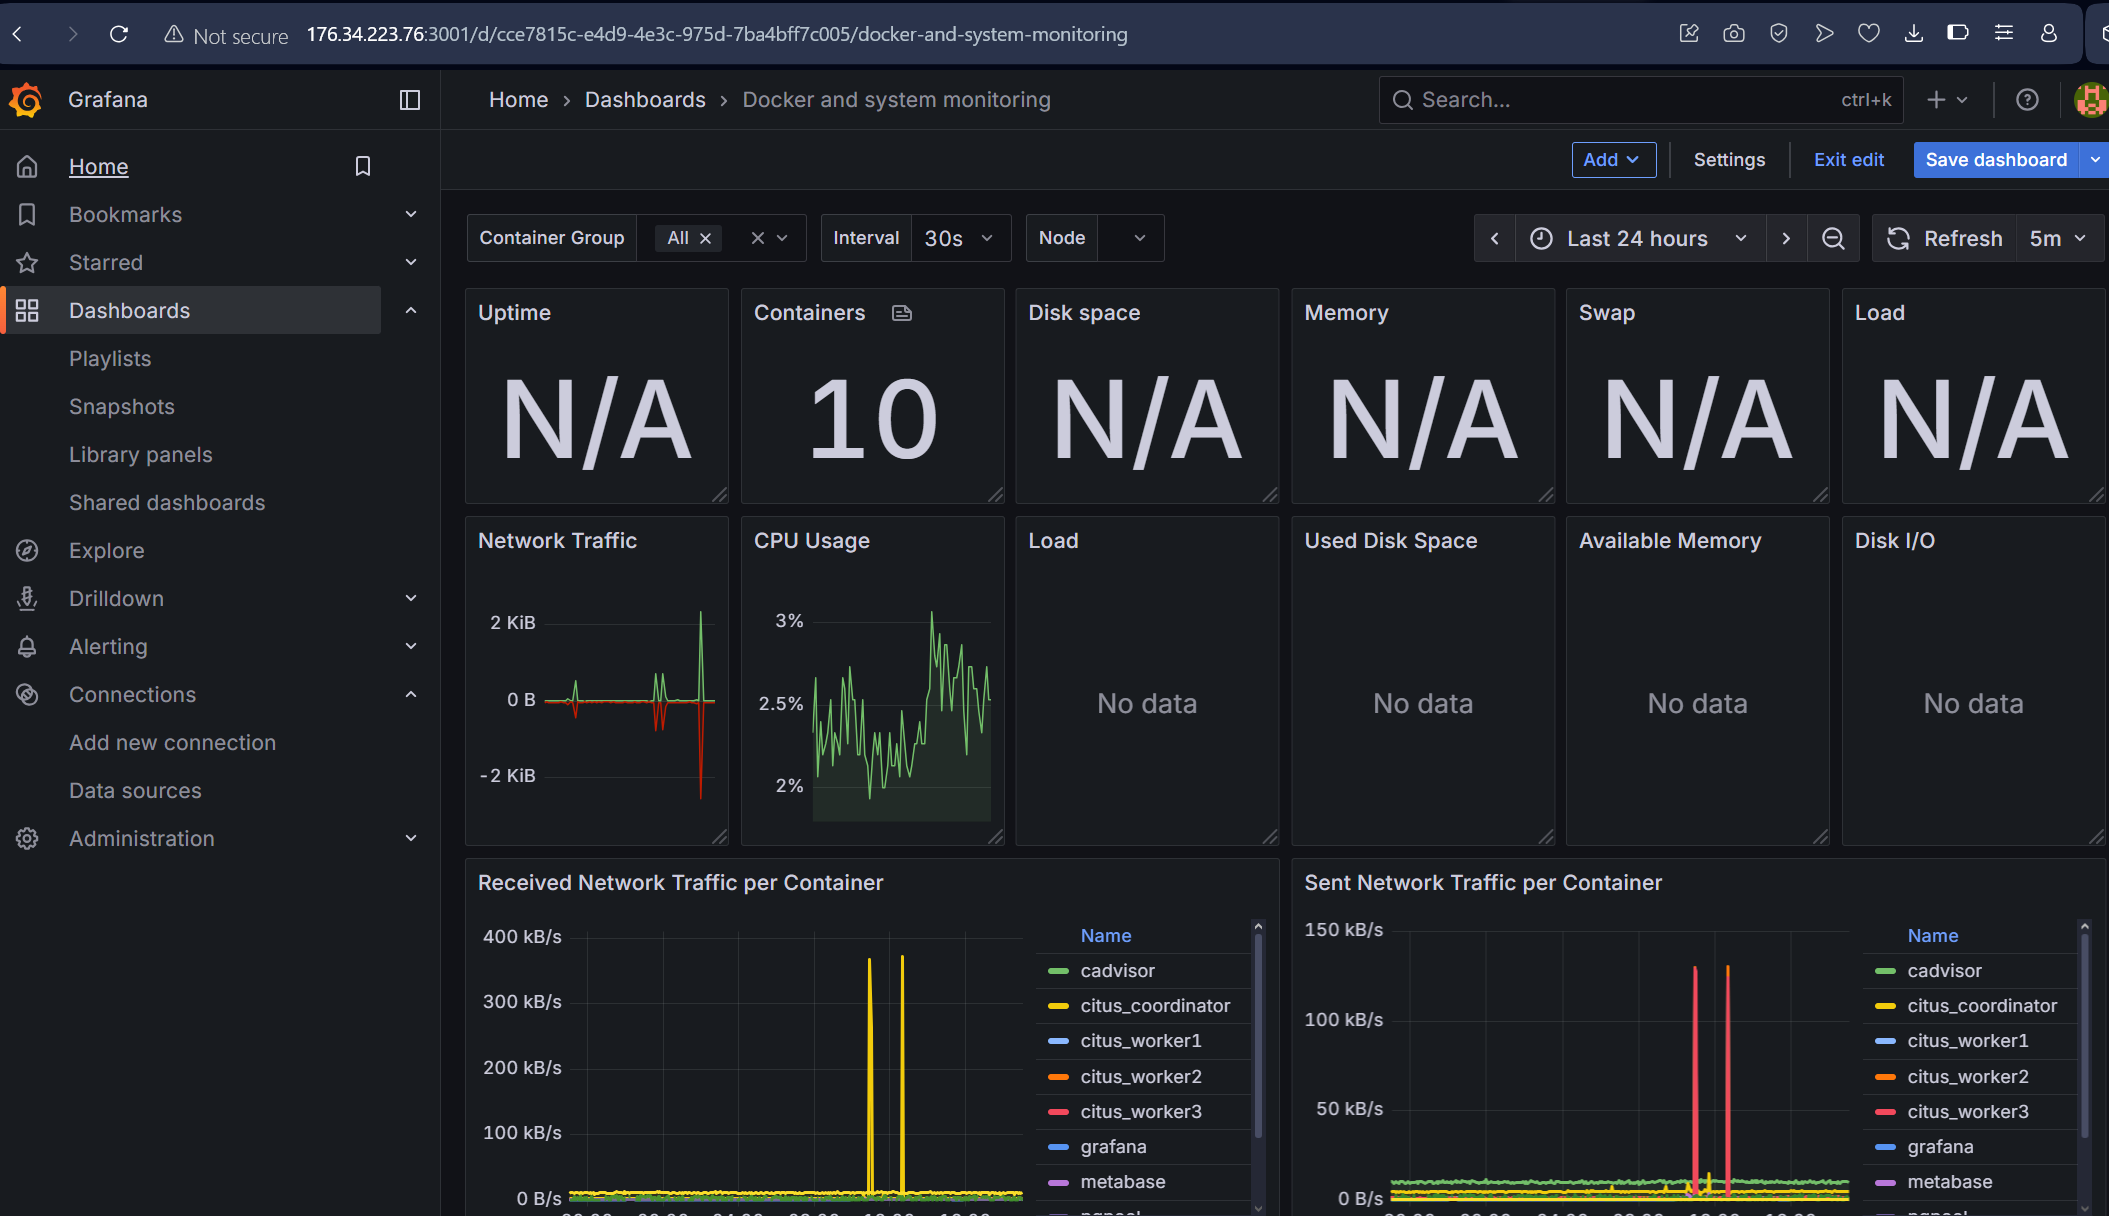 Not secure 176.34.223.76:3001/d/cce7815c-e4d9-4e3c-975d-7ba4bff7c005/docker-and-system-monitoring
Grafana
Home › Dashboards › Docker and system monitoring
Search... ctrl+k
Home
Bookmarks
Starred
Dashboards
Playlists
Snapshots
Library panels
Shared dashboards
Explore
Drilldown
Alerting
Connections
Add new connection
Data sources
Administration
Add Settings Exit edit Save dashboard
Container Group All Interval 30s Node Last 24 hours Refresh 5m
Uptime
N/A
Containers
10
Disk space
N/A
Memory
N/A
Swap
N/A
Load
N/A
Network Traffic
2 KiB
0 B
-2 KiB
CPU Usage
3%
2.5%
2%
Load
No data
Used Disk Space
No data
Available Memory
No data
Disk I/O
No data
Received Network Traffic per Container
400 kB/s
300 kB/s
200 kB/s
100 kB/s
0 B/s
Name
cadvisor
citus_coordinator
citus_worker1
citus_worker2
citus_worker3
grafana
metabase
Sent Network Traffic per Container
150 kB/s
100 kB/s
50 kB/s
0 B/s
Name
cadvisor
citus_coordinator
citus_worker1
citus_worker2
citus_worker3
grafana
metabase